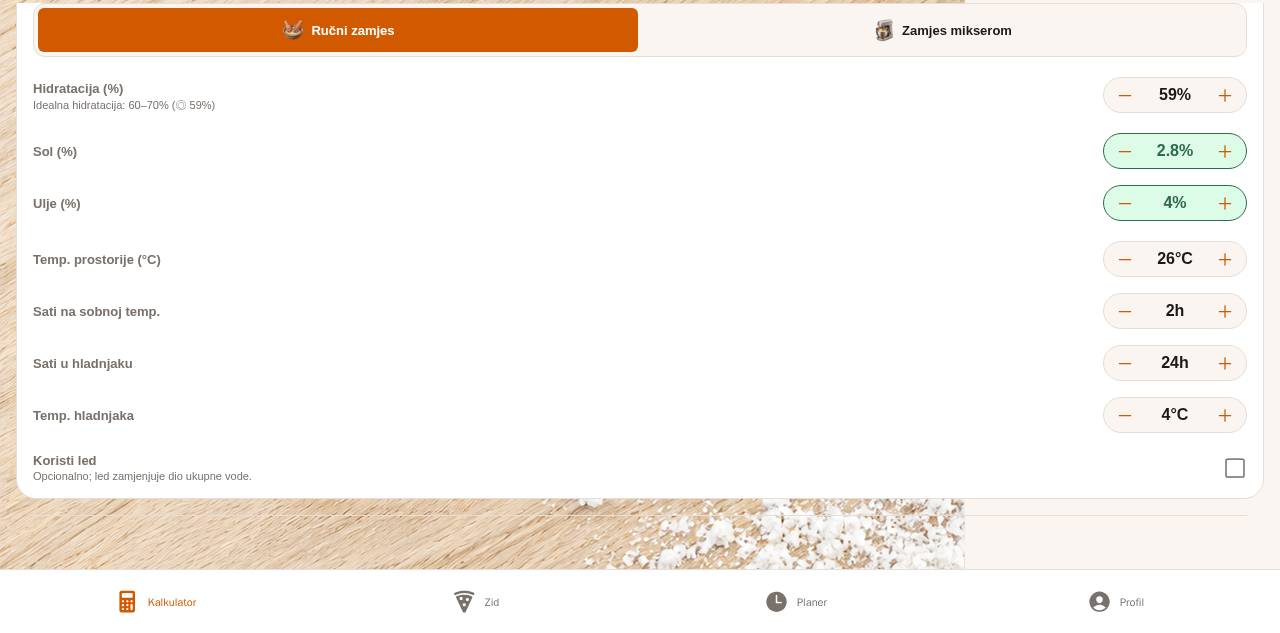 Ručni zamjes
Zamjes mikserom
Hidratacija (%)
Idealna hidratacija: 60–70% (◎ 59%)
− 59% +
Sol (%)
− 2.8% +
Ulje (%)
− 4% +
Temp. prostorije (°C)
− 26°C +
Sati na sobnoj temp.
− 2h +
Sati u hladnjaku
− 24h +
Temp. hladnjaka
− 4°C +
Koristi led
Opcionalno; led zamjenjuje dio ukupne vode.
Kalkulator
Zid
Planer
Profil